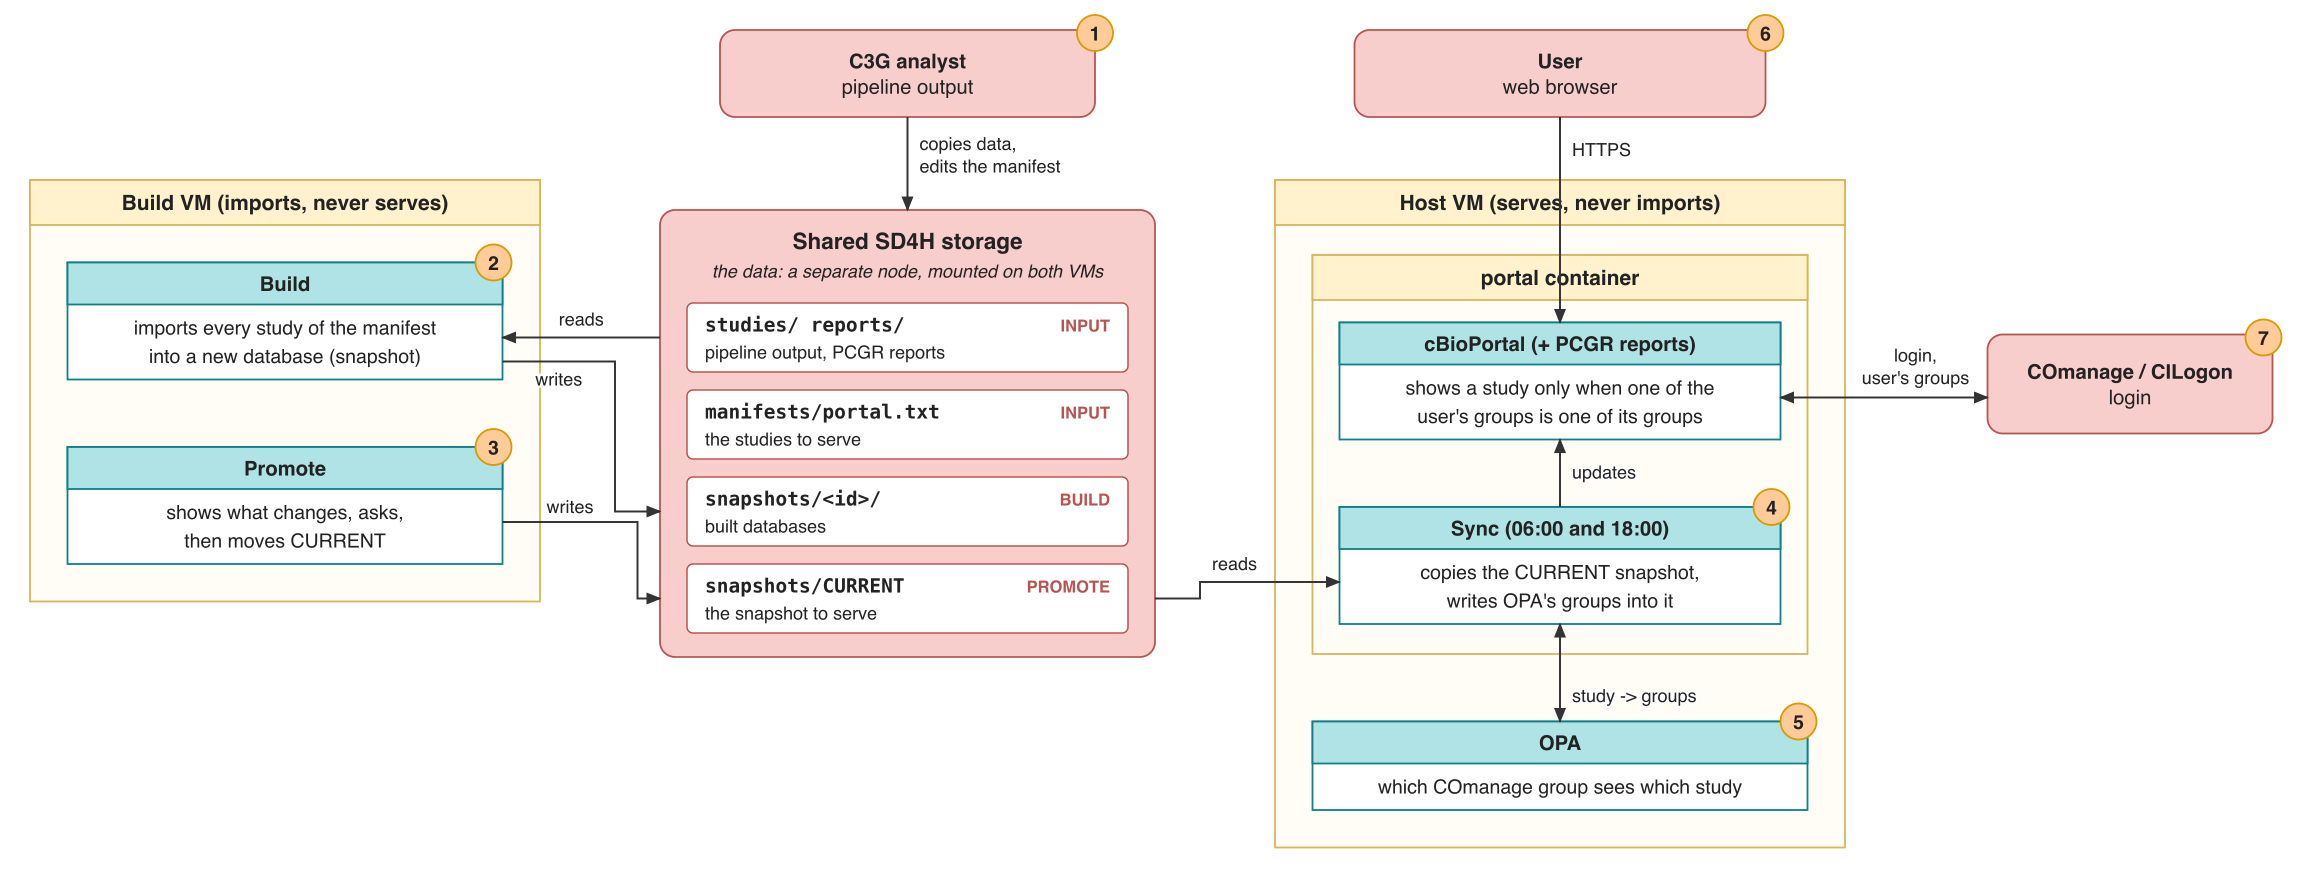 1
C3G analyst
pipeline output
6
User
web browser
copies data,
edits the manifest
HTTPS
Build VM (imports, never serves)
2
Build
imports every study of the manifest
into a new database (snapshot)
3
Promote
shows what changes, asks,
then moves CURRENT
reads
writes
writes
Shared SD4H storage
the data: a separate node, mounted on both VMs
studies/ reports/ INPUT
pipeline output, PCGR reports
manifests/portal.txt INPUT
the studies to serve
snapshots/<id>/ BUILD
built databases
snapshots/CURRENT PROMOTE
the snapshot to serve
reads
Host VM (serves, never imports)
portal container
cBioPortal (+ PCGR reports)
shows a study only when one of the
user's groups is one of its groups
updates
4
Sync (06:00 and 18:00)
copies the CURRENT snapshot,
writes OPA's groups into it
study -> groups
5
OPA
which COmanage group sees which study
login,
user's groups
7
COmanage / CILogon
login